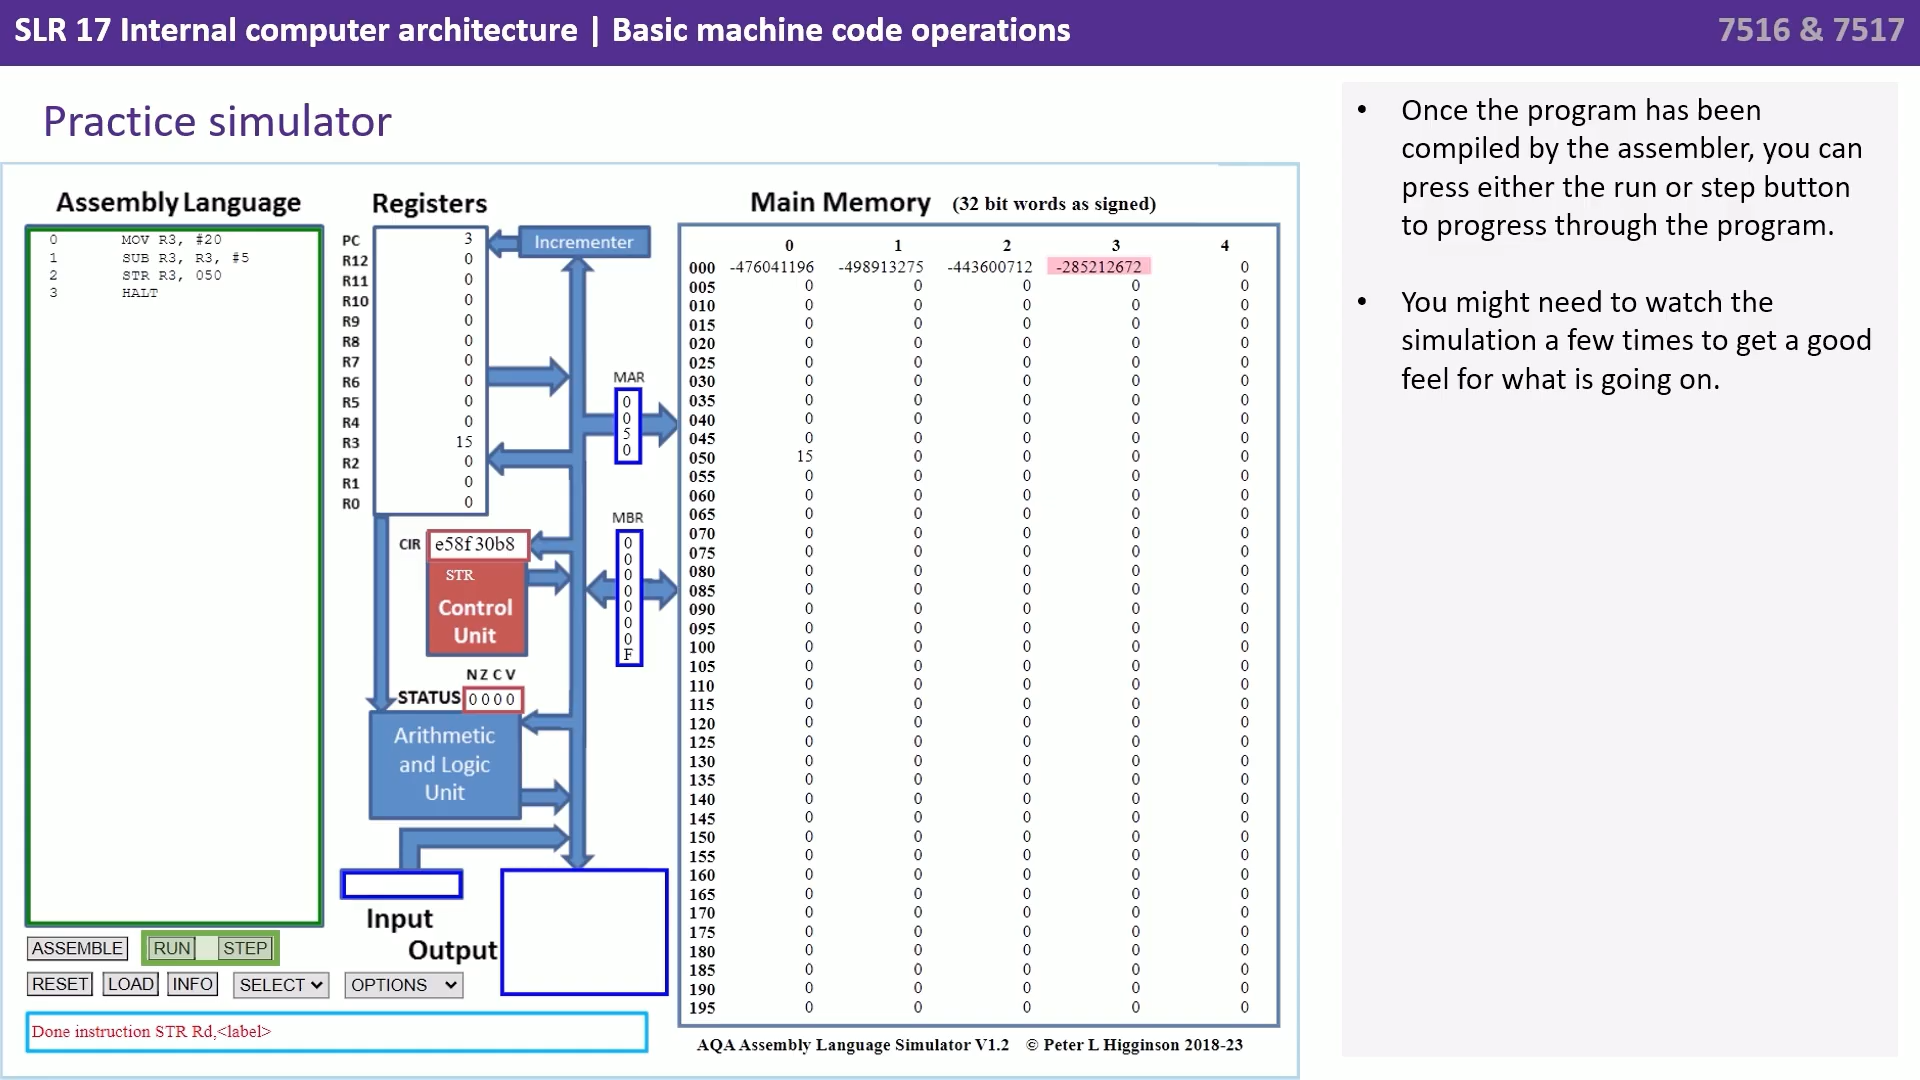 SLR 17 Internal computer architecture | Basic machine code operations
7516 & 7517
Practice simulator
Assembly Language
0 MOV R3, #20
1 SUB R3, R3, #5
2 STR R3, 050
3 HALT
ASSEMBLE RUN STEP
RESET LOAD INFO SELECT OPTIONS
Done instruction STR Rd,<label>
Registers
PC 3
R12 0
R11 0
R10 0
R9 0
R8 0
R7 0
R6 0
R5 0
R4 0
R3 15
R2 0
R1 0
R0 0
Incrementer
MAR
0
0
5
0
MBR
0
0
0
0
0
0
0
F
CIR e58f30b8
STR
Control
Unit
N Z C V
STATUS 0 0 0 0
Arithmetic
and Logic
Unit
Input
Output
Main Memory (32 bit words as signed)
0 1 2 3 4
000 -476041196 -498913275 -443600712 -285212672 0
005 0 0 0 0 0
010 0 0 0 0 0
015 0 0 0 0 0
020 0 0 0 0 0
025 0 0 0 0 0
030 0 0 0 0 0
035 0 0 0 0 0
040 0 0 0 0 0
045 0 0 0 0 0
050 15 0 0 0 0
055 0 0 0 0 0
060 0 0 0 0 0
065 0 0 0 0 0
070 0 0 0 0 0
075 0 0 0 0 0
080 0 0 0 0 0
085 0 0 0 0 0
090 0 0 0 0 0
095 0 0 0 0 0
100 0 0 0 0 0
105 0 0 0 0 0
110 0 0 0 0 0
115 0 0 0 0 0
120 0 0 0 0 0
125 0 0 0 0 0
130 0 0 0 0 0
135 0 0 0 0 0
140 0 0 0 0 0
145 0 0 0 0 0
150 0 0 0 0 0
155 0 0 0 0 0
160 0 0 0 0 0
165 0 0 0 0 0
170 0 0 0 0 0
175 0 0 0 0 0
180 0 0 0 0 0
185 0 0 0 0 0
190 0 0 0 0 0
195 0 0 0 0 0
AQA Assembly Language Simulator V1.2 © Peter L Higginson 2018-23
• Once the program has been
compiled by the assembler, you can
press either the run or step button
to progress through the program.
• You might need to watch the
simulation a few times to get a good
feel for what is going on.